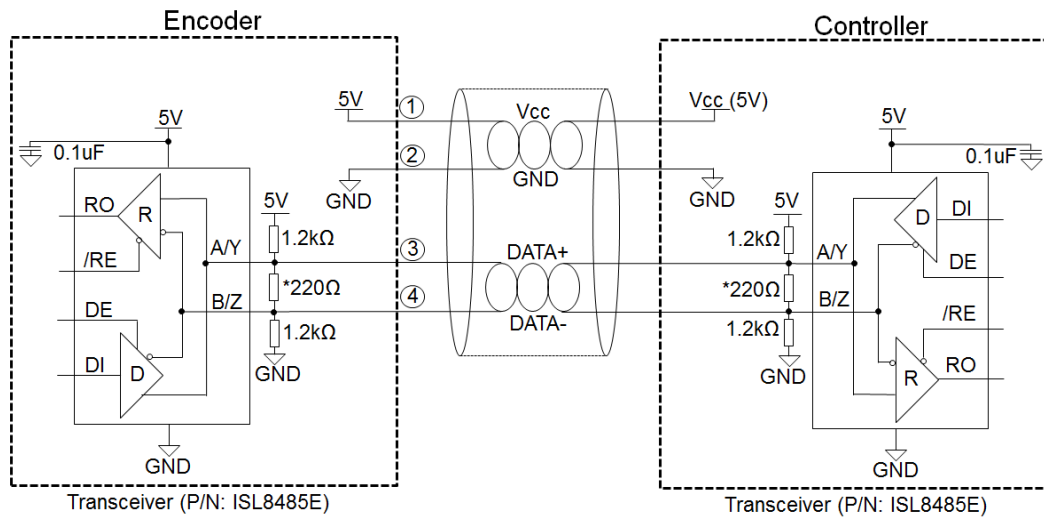 Encoder
Controller
5V
①
Vcc
Vcc (5V)
5V
0.1uF
②
GND
GND
GND
5V
0.1uF
RO
R
5V
1.2kΩ
A/Y
③
DATA+
5V
1.2kΩ
A/Y
D
DI
/RE
*220Ω
*220Ω
DE
DE
B/Z
④
DATA-
B/Z
/RE
1.2kΩ
1.2kΩ
DI
D
GND
GND
R
RO
GND
GND
Transceiver (P/N: ISL8485E)
Transceiver (P/N: ISL8485E)